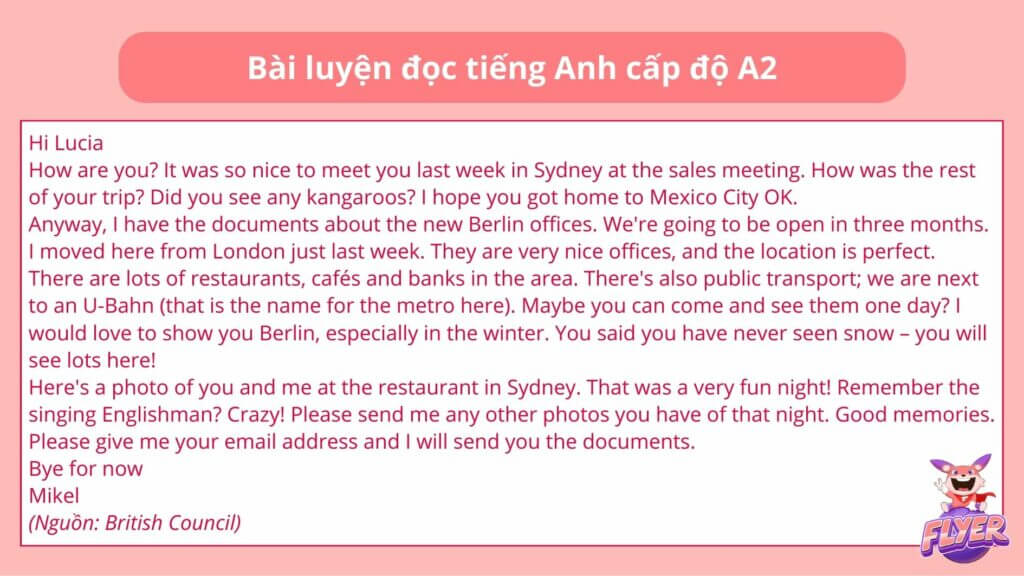 Bài luyện đọc tiếng Anh cấp độ A2
Hi Lucia
How are you? It was so nice to meet you last week in Sydney at the sales meeting. How was the rest
of your trip? Did you see any kangaroos? I hope you got home to Mexico City OK.
Anyway, I have the documents about the new Berlin offices. We're going to be open in three months.
I moved here from London just last week. They are very nice offices, and the location is perfect.
There are lots of restaurants, cafés and banks in the area. There's also public transport; we are next
to an U-Bahn (that is the name for the metro here). Maybe you can come and see them one day? I
would love to show you Berlin, especially in the winter. You said you have never seen snow – you will
see lots here!
Here's a photo of you and me at the restaurant in Sydney. That was a very fun night! Remember the
singing Englishman? Crazy! Please send me any other photos you have of that night. Good memories.
Please give me your email address and I will send you the documents.
Bye for now
Mikel
(Nguồn: British Council)
FLYER